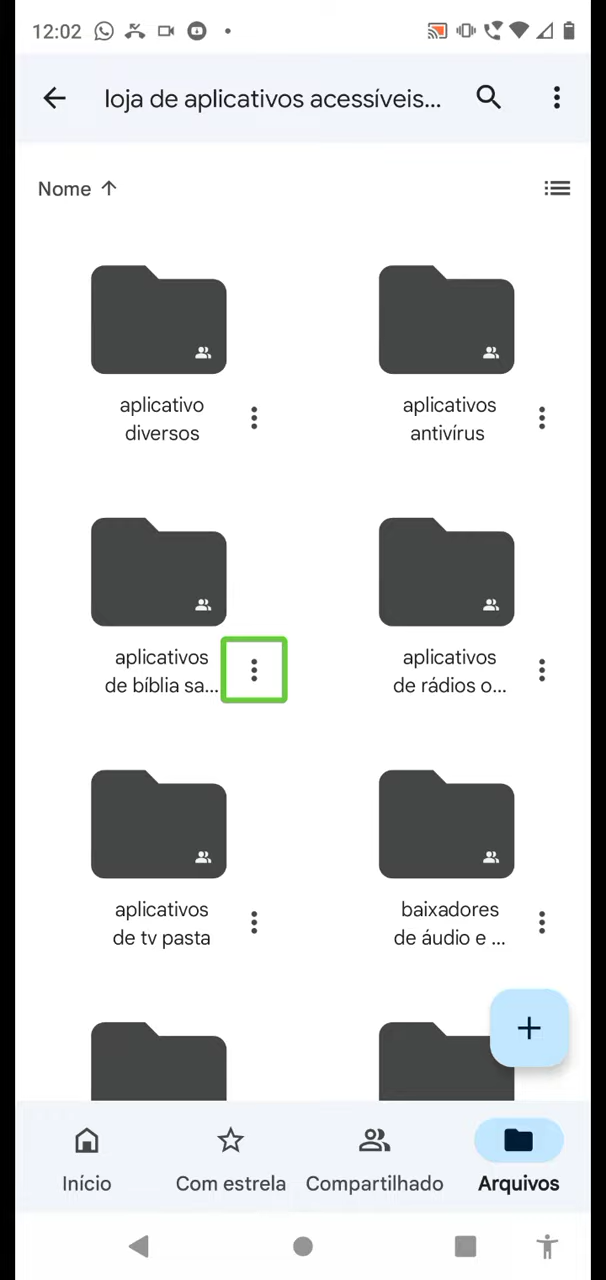 12:02
loja de aplicativos acessíveis...
Nome
aplicativo
diversos
aplicativos
antivírus
aplicativos
de bíblia sa...
aplicativos
de rádios o...
aplicativos
de tv pasta
baixadores
de áudio e ...
Início
Com estrela
Compartilhado
Arquivos